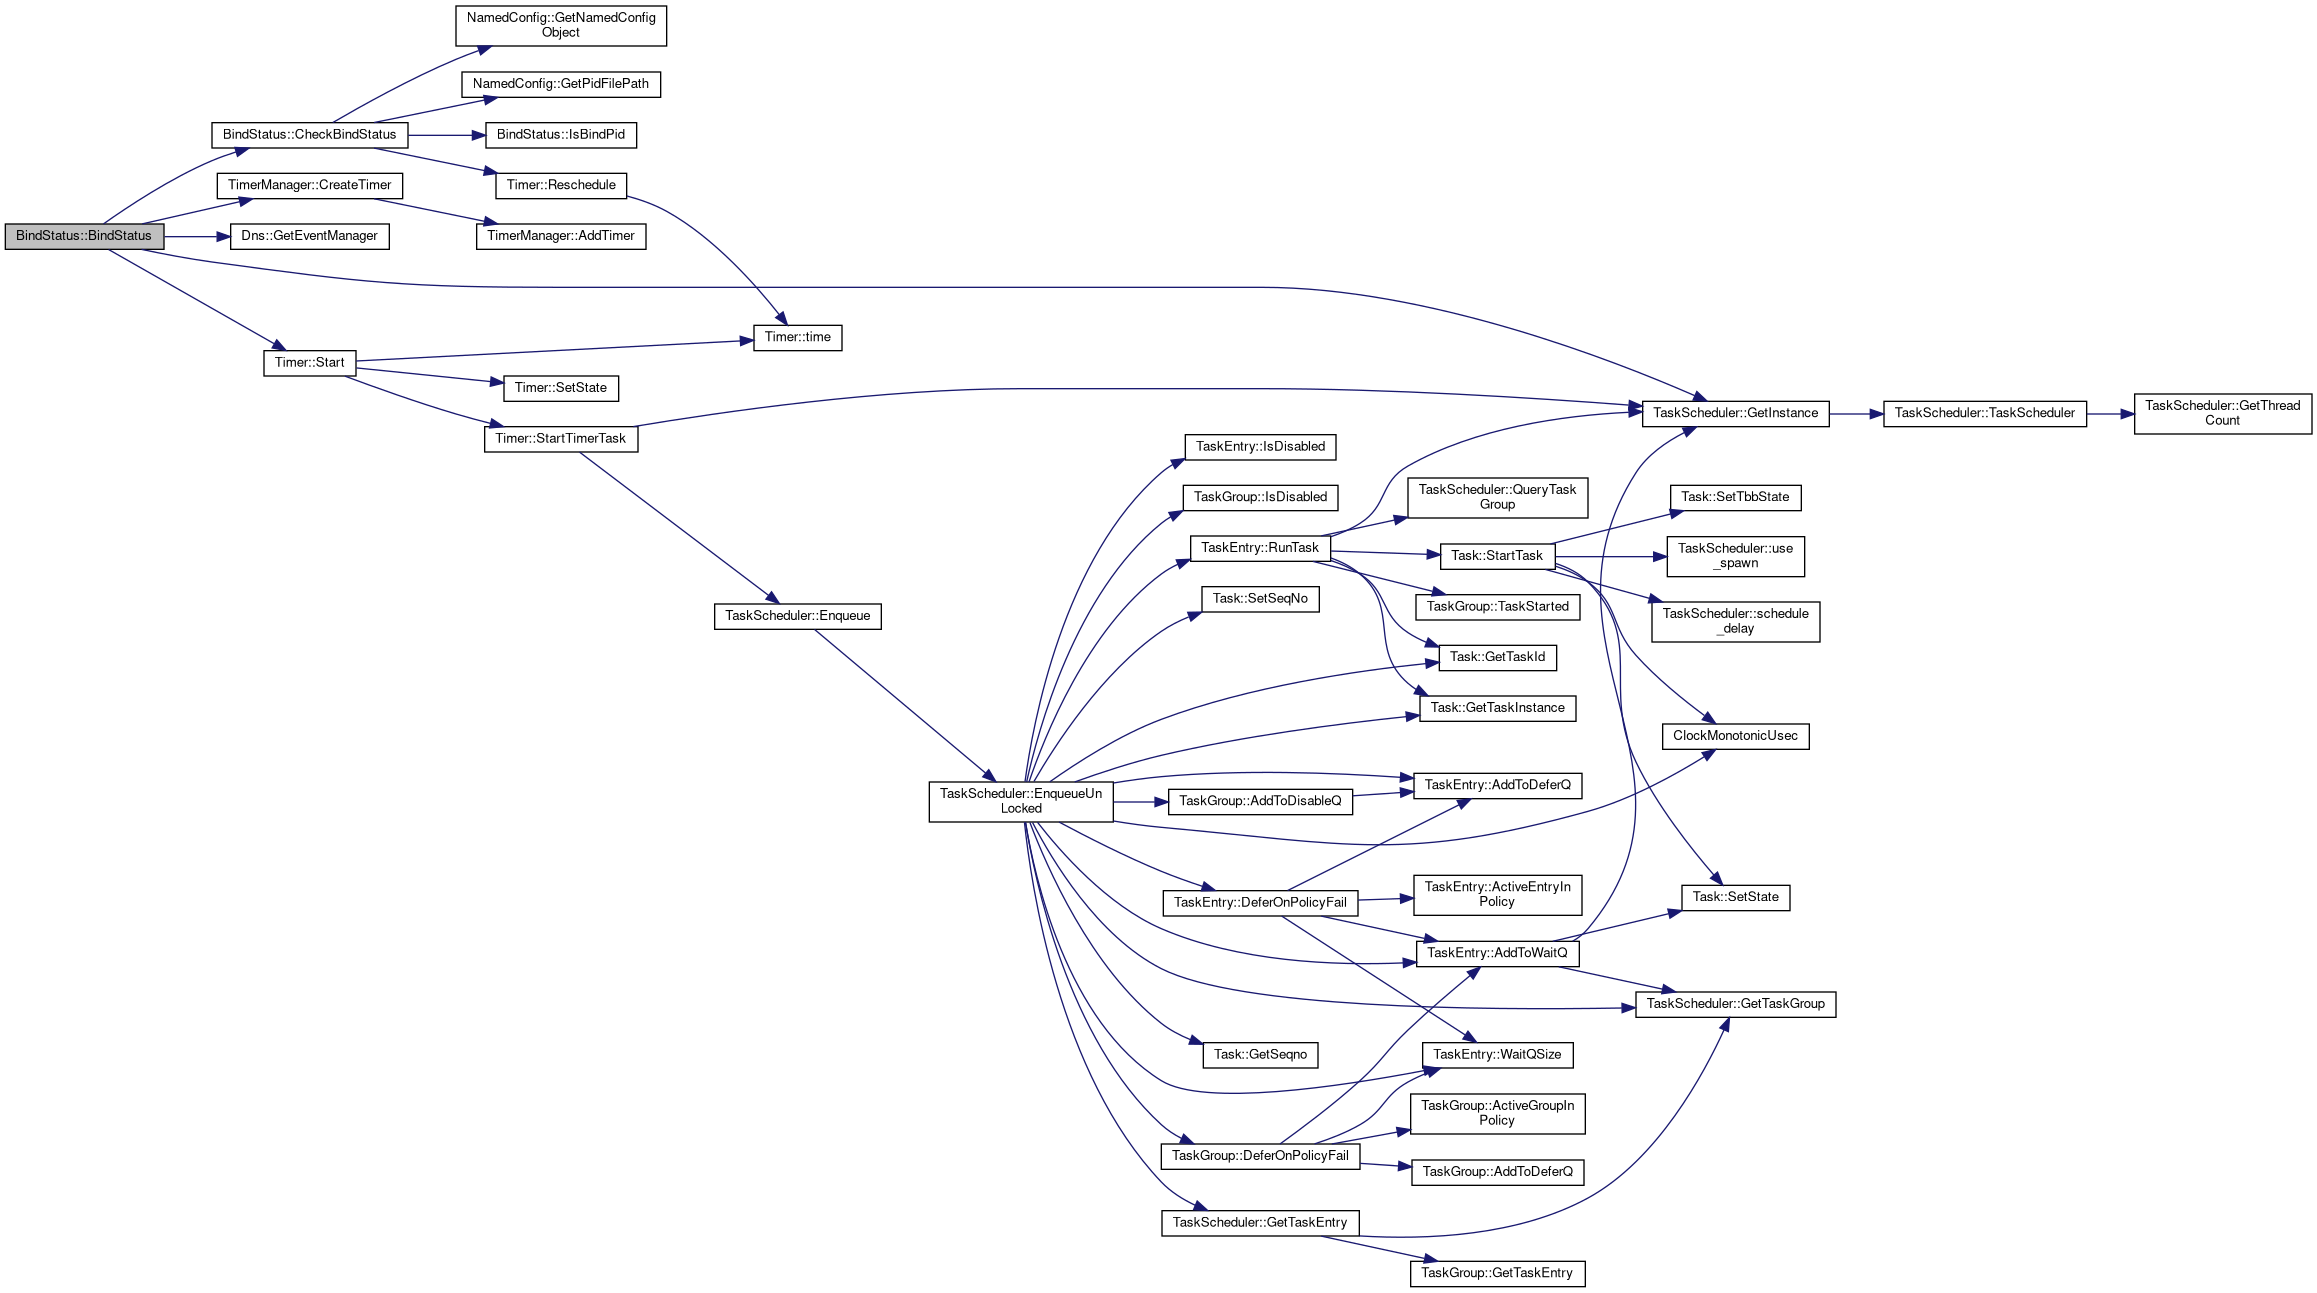 NamedConfig::GetNamedConfig
Object
NamedConfig::GetPidFilePath
BindStatus::CheckBindStatus
BindStatus::IsBindPid
TimerManager::CreateTimer
Timer::Reschedule
BindStatus::BindStatus
Dns::GetEventManager
TimerManager::AddTimer
Timer::time
Timer::Start
Timer::SetState
Timer::StartTimerTask
TaskScheduler::GetInstance
TaskScheduler::TaskScheduler
TaskScheduler::GetThread
Count
TaskEntry::IsDisabled
TaskGroup::IsDisabled
TaskScheduler::QueryTask
Group
Task::SetTbbState
TaskEntry::RunTask
Task::StartTask
TaskScheduler::use
_spawn
Task::SetSeqNo
TaskGroup::TaskStarted
TaskScheduler::schedule
_delay
TaskScheduler::Enqueue
Task::GetTaskId
Task::GetTaskInstance
ClockMonotonicUsec
TaskScheduler::EnqueueUn
Locked
TaskGroup::AddToDisableQ
TaskEntry::AddToDeferQ
TaskEntry::DeferOnPolicyFail
TaskEntry::ActiveEntryIn
Policy
Task::SetState
TaskEntry::AddToWaitQ
TaskScheduler::GetTaskGroup
Task::GetSeqno
TaskEntry::WaitQSize
TaskGroup::ActiveGroupIn
Policy
TaskGroup::DeferOnPolicyFail
TaskGroup::AddToDeferQ
TaskScheduler::GetTaskEntry
TaskGroup::GetTaskEntry